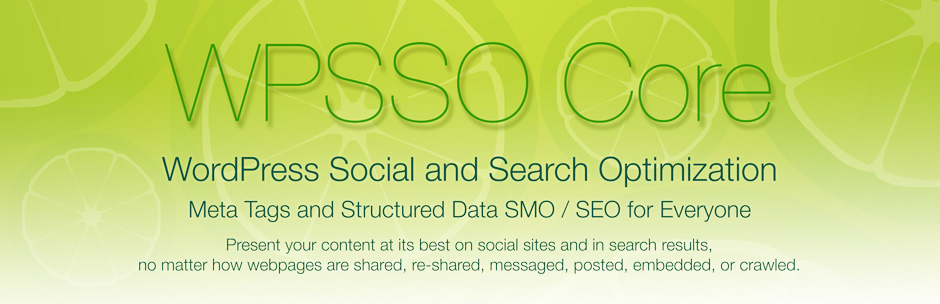 WPSSO Core
WordPress Social and Search Optimization
Meta Tags and Structured Data SMO / SEO for Everyone
Present your content at its best on social sites and in search results,
no matter how webpages are shared, re-shared, messaged, posted, embedded, or crawled.